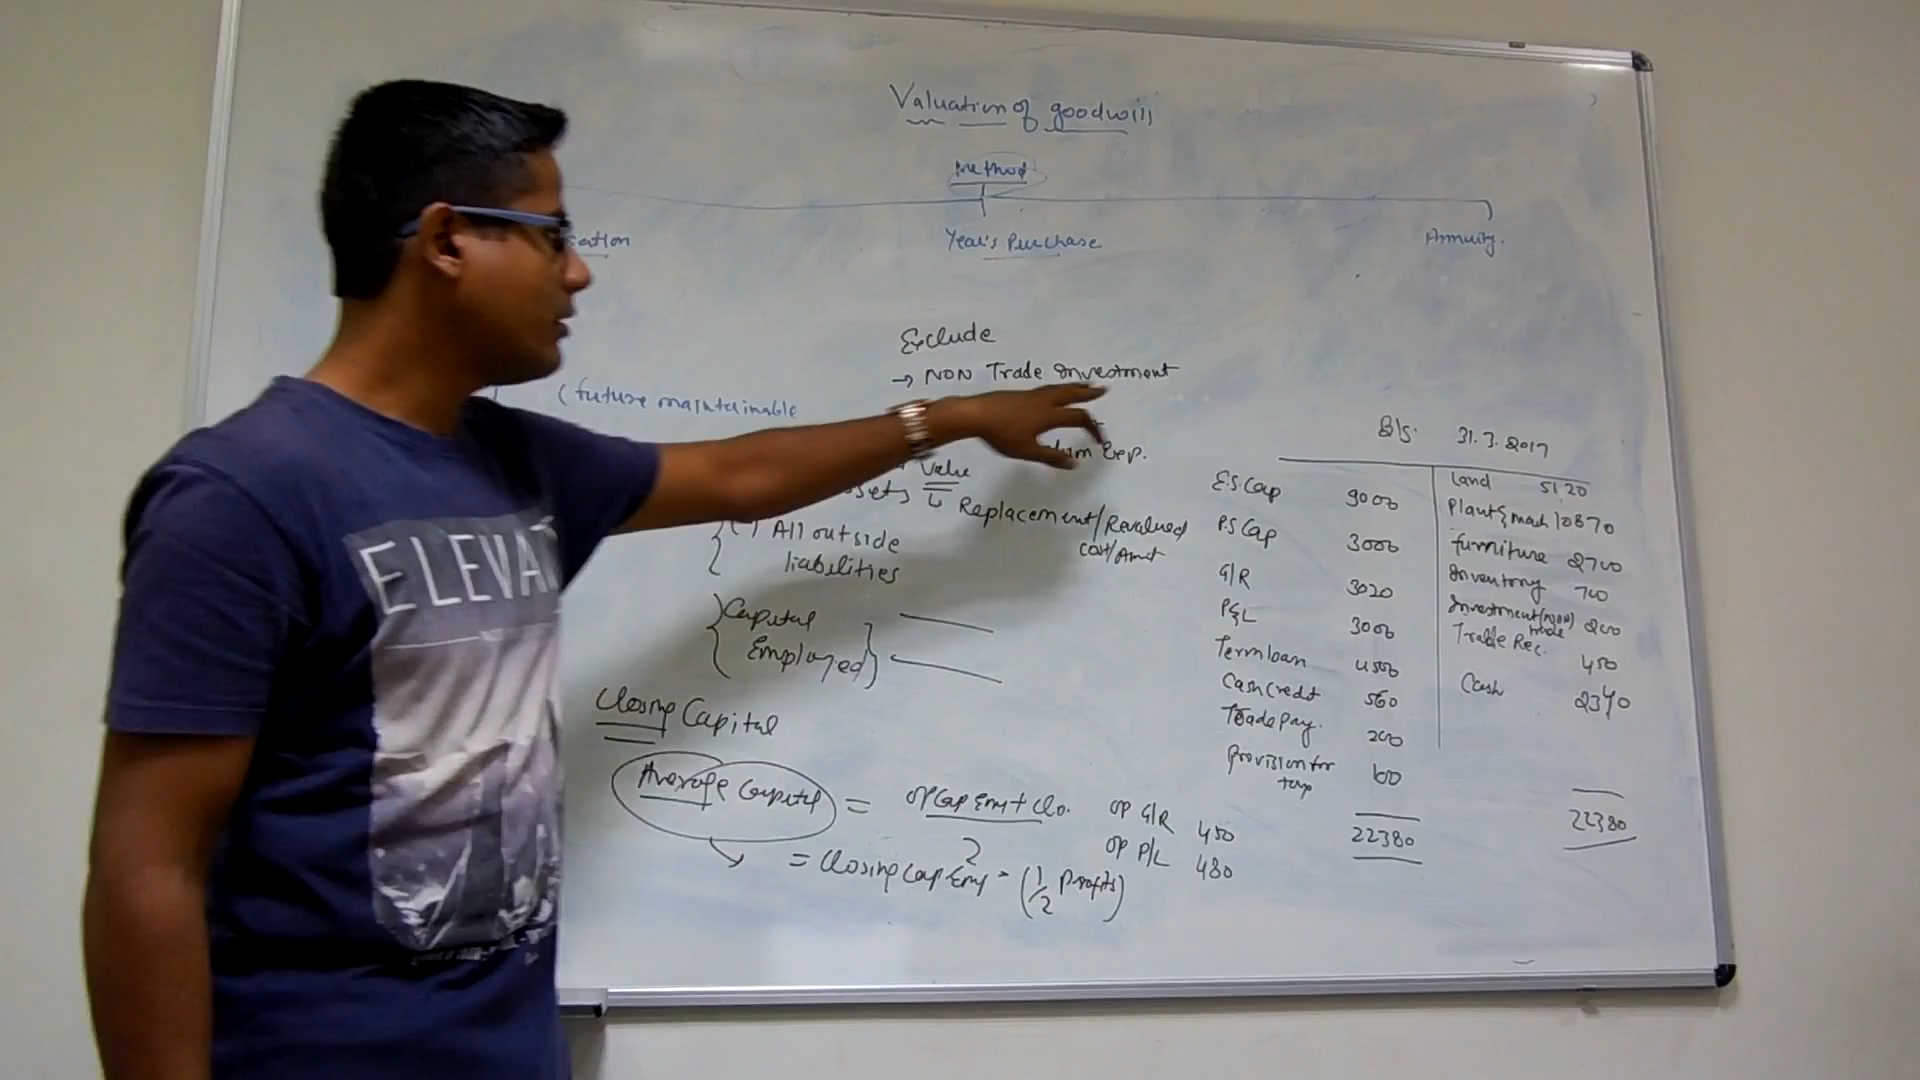 Valuation of goodwill
Method
sation
Year's Purchase
Annuity.
Exclude
→ NON Trade Investment
(future maintainable
Exp.
Value
Replacement/Revalued
cost/Amt
(-) All outside
liabilities
Capital
Employed
Closing Capital
Average Capital = Op Cap Emp + Clo.
2
= Closing Cap Emp - (1/2 Profits)
op G/R 450
op P/L 480
B/s. 31.3.2017
E.S. Cap 9000
P.S Cap 3000
G/R 3020
P&L 3000
Term loan 4500
Cash Credit 560
Trade pay. 200
Provision for
tax 100
22380
Land 5120
Plant & mach 10870
furniture 2700
Inventory 700
Investment (non
trade) 200
Trade Rec. 450
Cash 2340
22380
ELEVAT